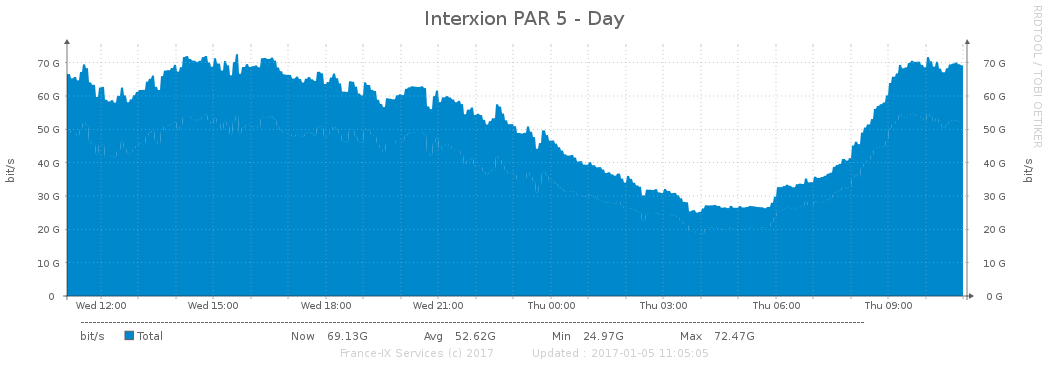 Interxion PAR 5 - Day
RRDTOOL / TOBI OETIKER
bit/s
bit/s
70 G 70 G
60 G 60 G
50 G 50 G
40 G 40 G
30 G 30 G
20 G 20 G
10 G 10 G
0 0 G
Wed 12:00 Wed 15:00 Wed 18:00 Wed 21:00 Thu 00:00 Thu 03:00 Thu 06:00 Thu 09:00
bit/s Total Now 69.13G Avg 52.62G Min 24.97G Max 72.47G
France-IX Services (c) 2017 Updated : 2017-01-05 11:05:05